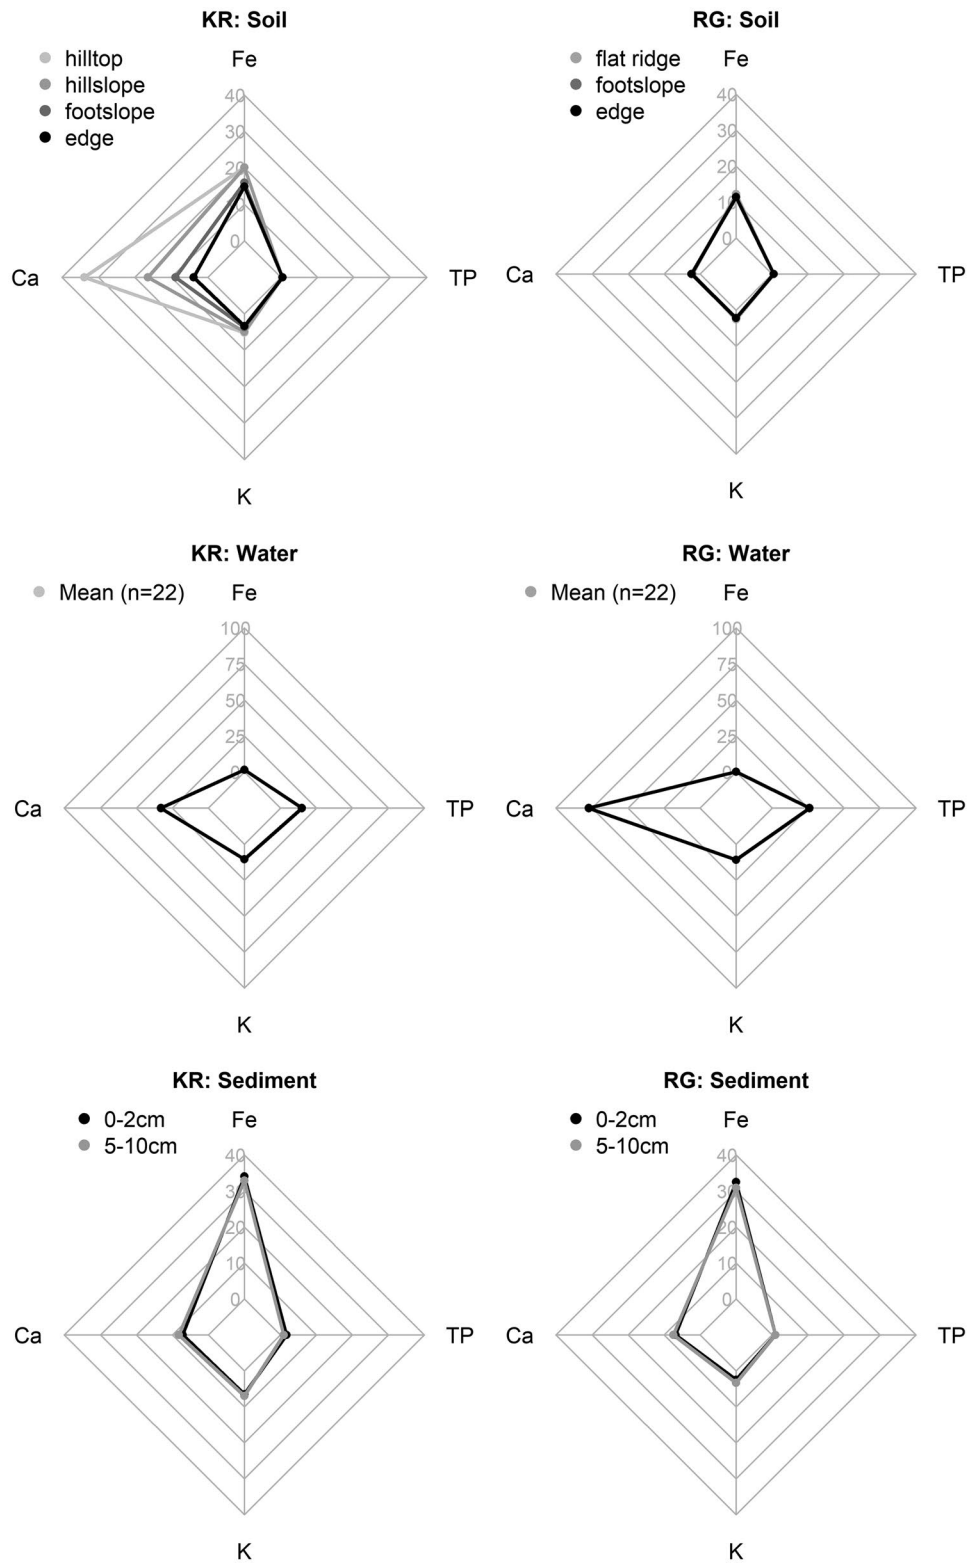 KR: Soil
hilltop
hillslope
footslope
edge
Fe
40
30
20
0
Ca
TP
K
RG: Soil
flat ridge
footslope
edge
Fe
40
30
20
10
0
Ca
TP
K
KR: Water
Mean (n=22)
Fe
100
75
50
25
0
Ca
TP
K
RG: Water
Mean (n=22)
Fe
100
75
50
25
0
Ca
TP
K
KR: Sediment
0-2cm
5-10cm
Fe
40
30
20
10
0
Ca
TP
K
RG: Sediment
0-2cm
5-10cm
Fe
40
30
20
10
0
Ca
TP
K